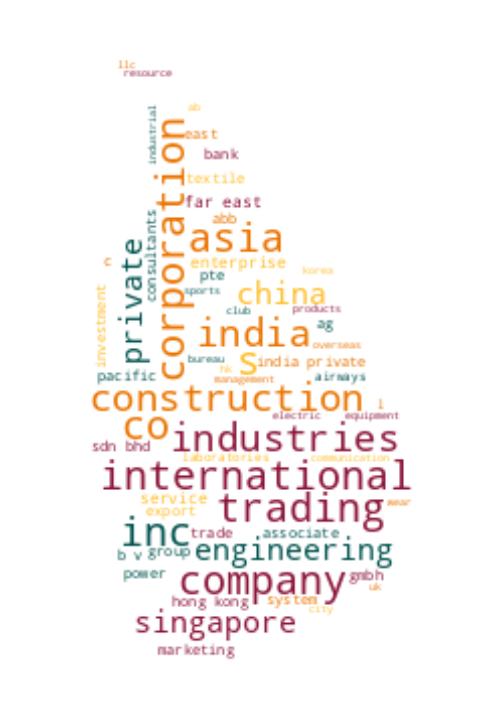 llc
resource
ab
industrial
corporation
east
bank
textile
far east
abb
consultants
private
asia
c
enterprise
korea
pte
investment
sports
china
club
products
india
ag
overseas
bureau
s
india private
hk
pacific
management
airways
construction
l
co
electric
equipment
industries
sdn bhd
laboratories
communication
international
service
trading
wear
export
inc
trade
associate
b v
group
engineering
power
company
gmbh
uk
hong kong
system
city
singapore
marketing